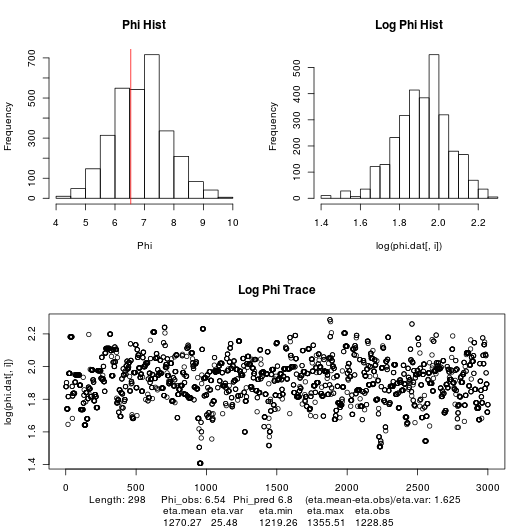 Phi Hist
Log Phi Hist
Frequency
0 100 300 500 700
4 5 6 7 8 9 10
Phi
Frequency
0 100 200 300 400 500
1.4 1.6 1.8 2.0 2.2
log(phi.dat[, i])
Log Phi Trace
log(phi.dat[, i])
1.4 1.6 1.8 2.0 2.2
0 500 1000 1500 2000 2500 3000
Length: 298 Phi_obs: 6.54 Phi_pred 6.8 (eta.mean-eta.obs)/eta.var: 1.625
eta.mean eta.var eta.min eta.max eta.obs
1270.27 25.48 1219.26 1355.51 1228.85